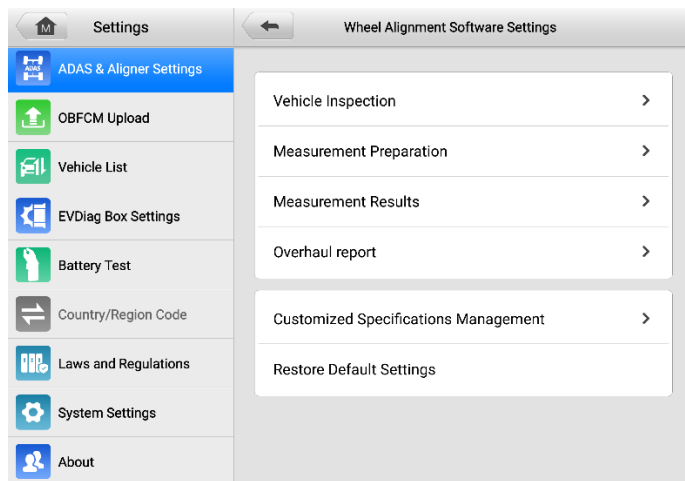 M
Settings
Wheel Alignment Software Settings
ADAS
ADAS & Aligner Settings
OBFCM Upload
Vehicle List
EVDiag Box Settings
Battery Test
Country/Region Code
Laws and Regulations
System Settings
About
Vehicle Inspection
Measurement Preparation
Measurement Results
Overhaul report
Customized Specifications Management
Restore Default Settings